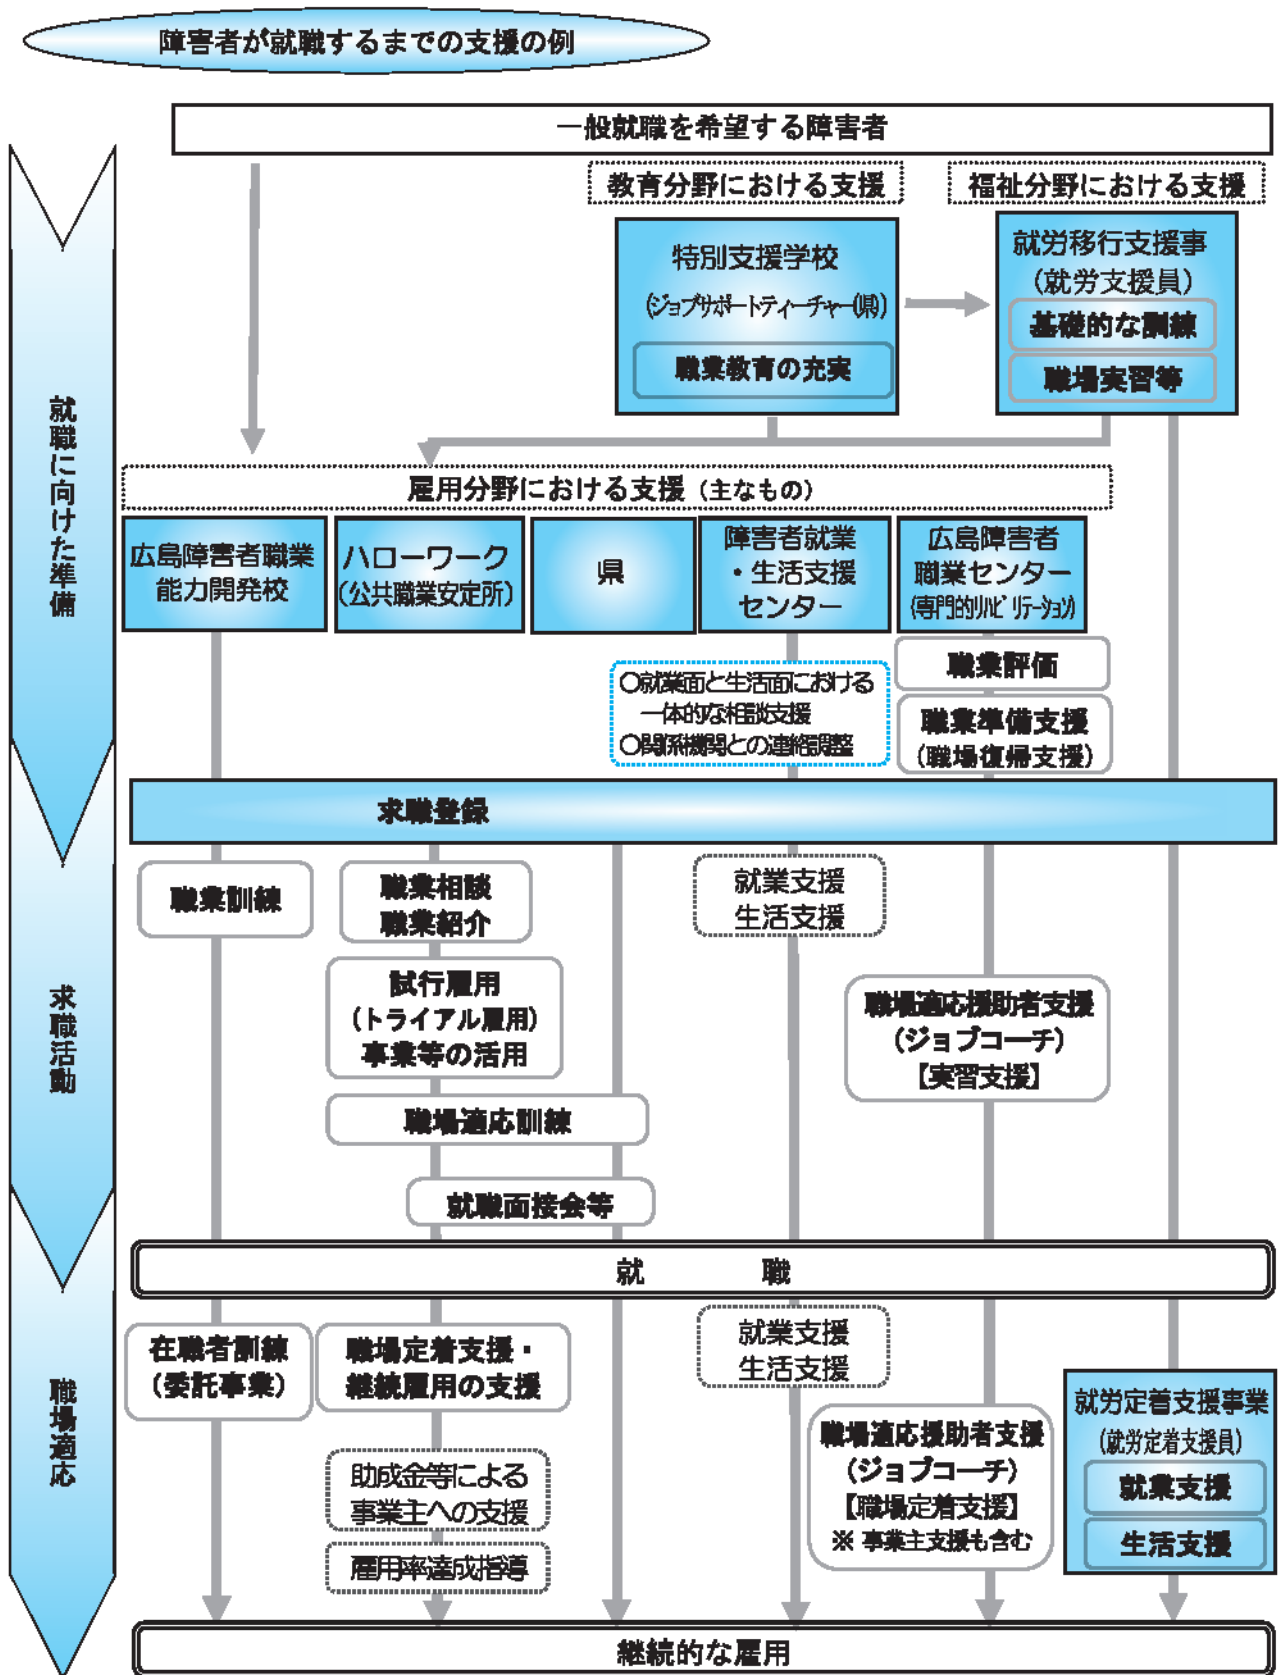 障害者が就職するまでの支援の例
一般就職を希望する障害者
教育分野における支援
福祉分野における支援
特別支援学校
(ジョブサポートティーチャー(県))
職業教育の充実
就労移行支援事
(就労支援員)
基礎的な訓練
職場実習等
就職に向けた準備
雇用分野における支援(主なもの)
広島障害者職業
能力開発校
ハローワーク
(公共職業安定所)
県
障害者就業
・生活支援
センター
広島障害者
職業センター
(専門的リハビリテーション)
〇就業面と生活面における
一体的な相談支援
〇関係機関との連絡調整
職業評価
職業準備支援
(職場復帰支援)
求職登録
求職活動
職業訓練
職業相談
職業紹介
就業支援
生活支援
試行雇用
(トライアル雇用)
事業等の活用
職場適応援助者支援
(ジョブコーチ)
【実習支援】
職場適応訓練
就職面接会等
就 職
職場適応
在職者訓練
(委託事業)
職場定着支援・
継続雇用の支援
就業支援
生活支援
助成金等による
事業主への支援
雇用率達成指導
職場適応援助者支援
(ジョブコーチ)
【職場定着支援】
※ 事業主支援も含む
就労定着支援事業
(就労定着支援員)
就業支援
生活支援
継続的な雇用